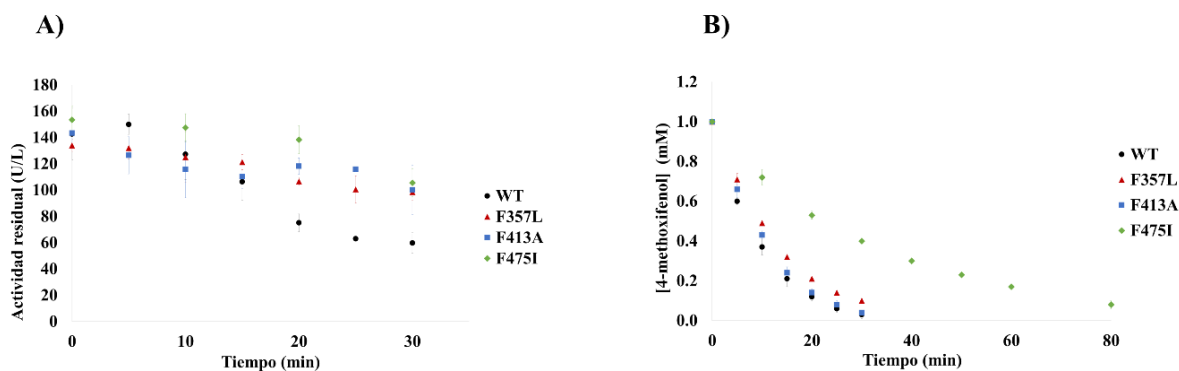 A)
Actividad residual (U/L)
180
160
140
120
100
80
60
40
20
0
0 10 20 30
Tiempo (min)
WT
F357L
F413A
F475I
B)
[4-methoxifenol] (mM)
1.2
1.0
0.8
0.6
0.4
0.2
0.0
0 20 40 60 80
Tiempo (min)
WT
F357L
F413A
F475I